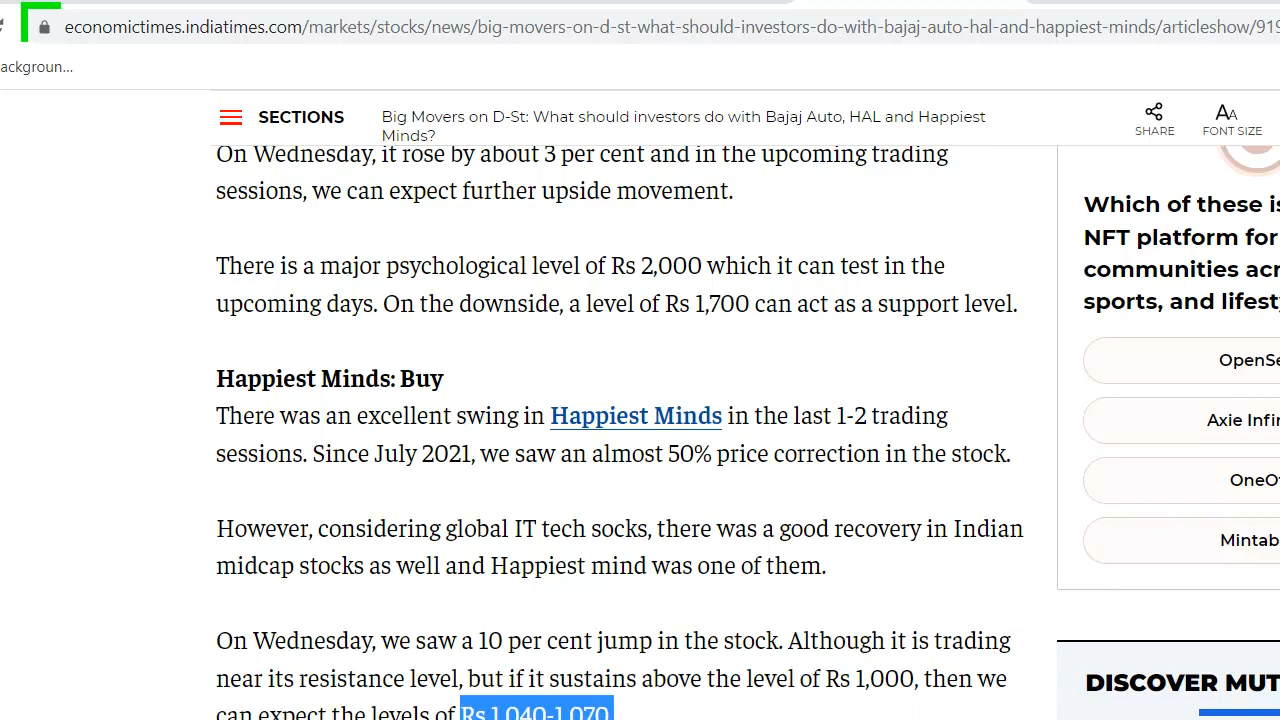 economictimes.indiatimes.com/markets/stocks/news/big-movers-on-d-st-what-should-investors-do-with-bajaj-auto-hal-and-happiest-minds/articleshow/919
ackgroun...
SECTIONS
Big Movers on D-St: What should investors do with Bajaj Auto, HAL and Happiest
Minds?
SHARE
AA
FONT SIZE
On Wednesday, it rose by about 3 per cent and in the upcoming trading
sessions, we can expect further upside movement.
There is a major psychological level of Rs 2,000 which it can test in the
upcoming days. On the downside, a level of Rs 1,700 can act as a support level.
Happiest Minds: Buy
There was an excellent swing in Happiest Minds in the last 1-2 trading
sessions. Since July 2021, we saw an almost 50% price correction in the stock.
However, considering global IT tech socks, there was a good recovery in Indian
midcap stocks as well and Happiest mind was one of them.
On Wednesday, we saw a 10 per cent jump in the stock. Although it is trading
near its resistance level, but if it sustains above the level of Rs 1,000, then we
can expect the levels of Rs 1,040-1,070
Which of these is
NFT platform for
communities acr
sports, and lifesty
OpenSe
Axie Infin
OneO
Mintab
DISCOVER MUT